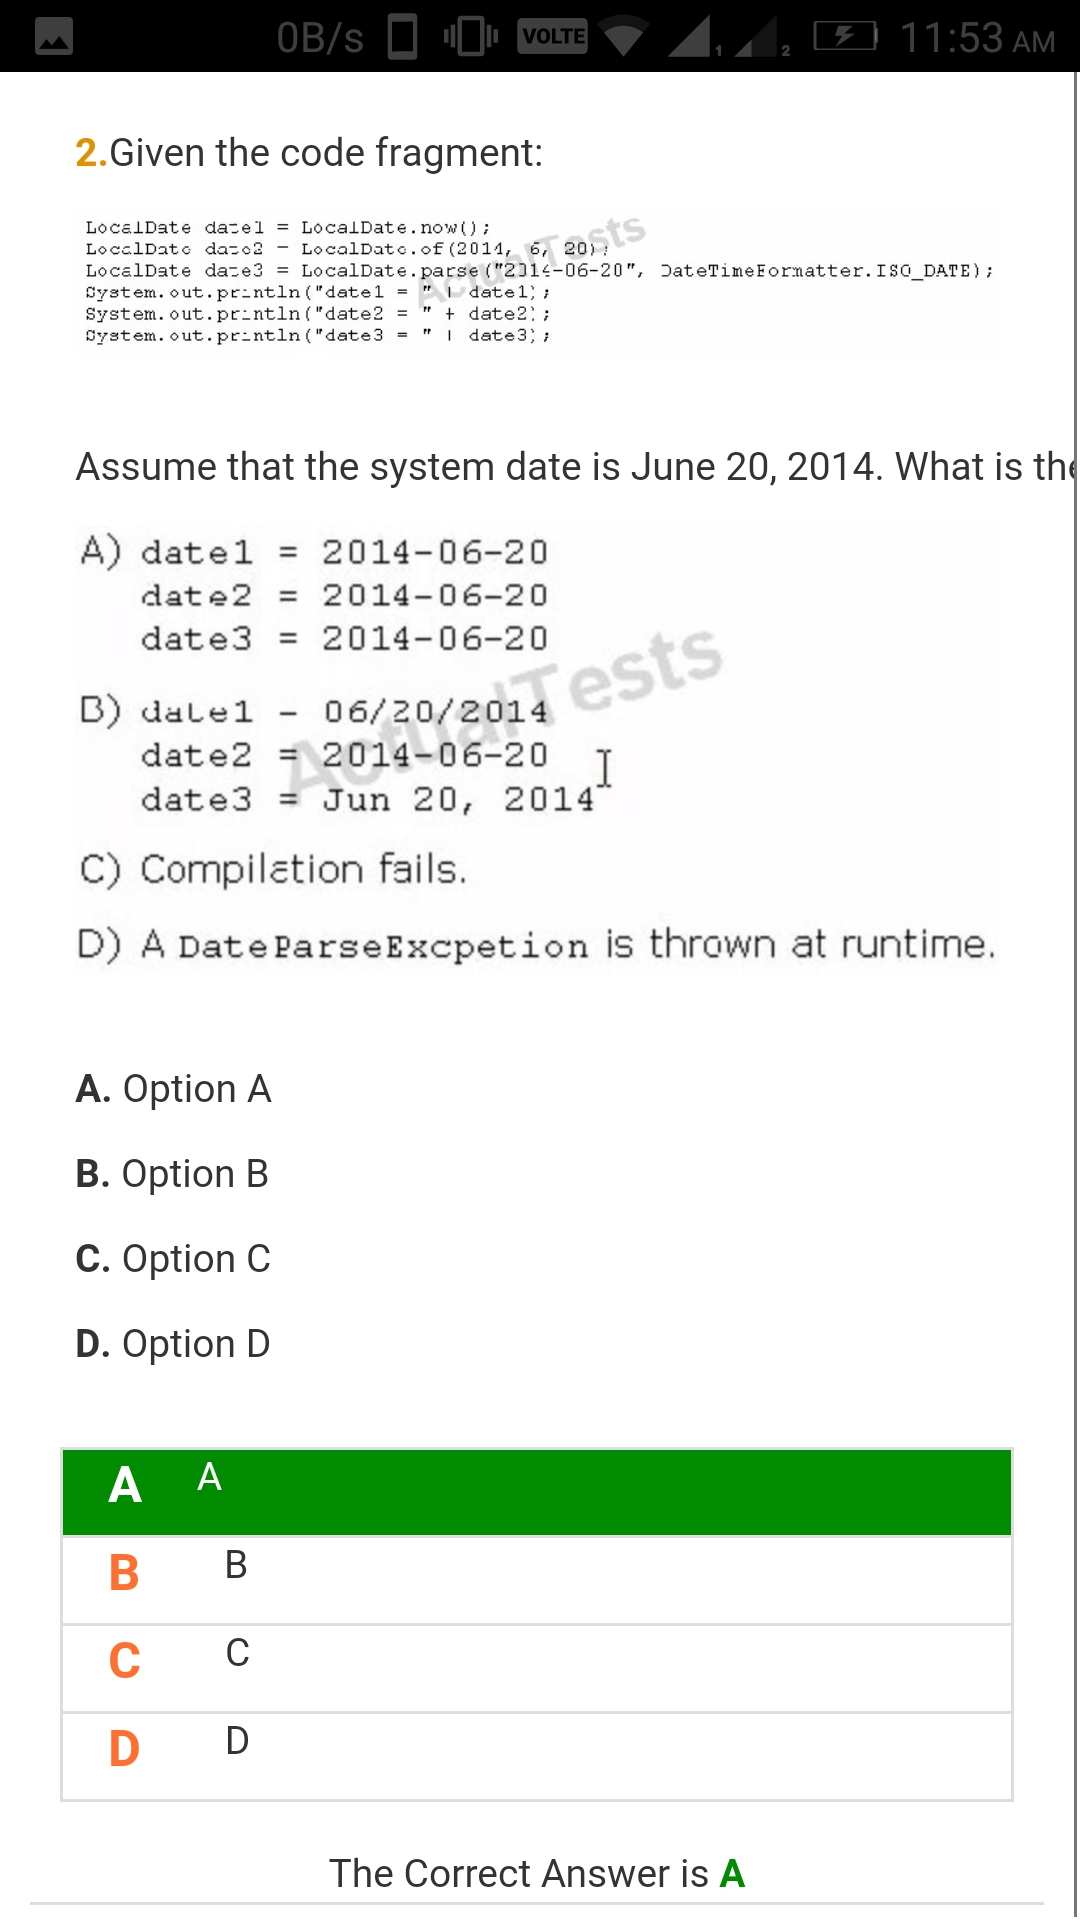 0B/s VOLTE 1 2 11:53 AM
2.Given the code fragment:
LocalDate date1 = LocalDate.now();
LocalDate date2 = LocalDate.of(2014, 6, 20);
LocalDate date3 = LocalDate.parse("2014-06-20", DateTimeFormatter.ISO_DATE);
System.out.println("date1 = " + date1);
System.out.println("date2 = " + date2);
System.out.println("date3 = " + date3);
ActualTests
Assume that the system date is June 20, 2014. What is the
A) date1 = 2014-06-20
date2 = 2014-06-20
date3 = 2014-06-20
B) date1 = 06/20/2014
date2 = 2014-06-20
date3 = Jun 20, 2014
ActualTests
C) Compilation fails.
D) A DateParseExcpetion is thrown at runtime.
A. Option A
B. Option B
C. Option C
D. Option D
A A
B B
C C
D D
The Correct Answer is A